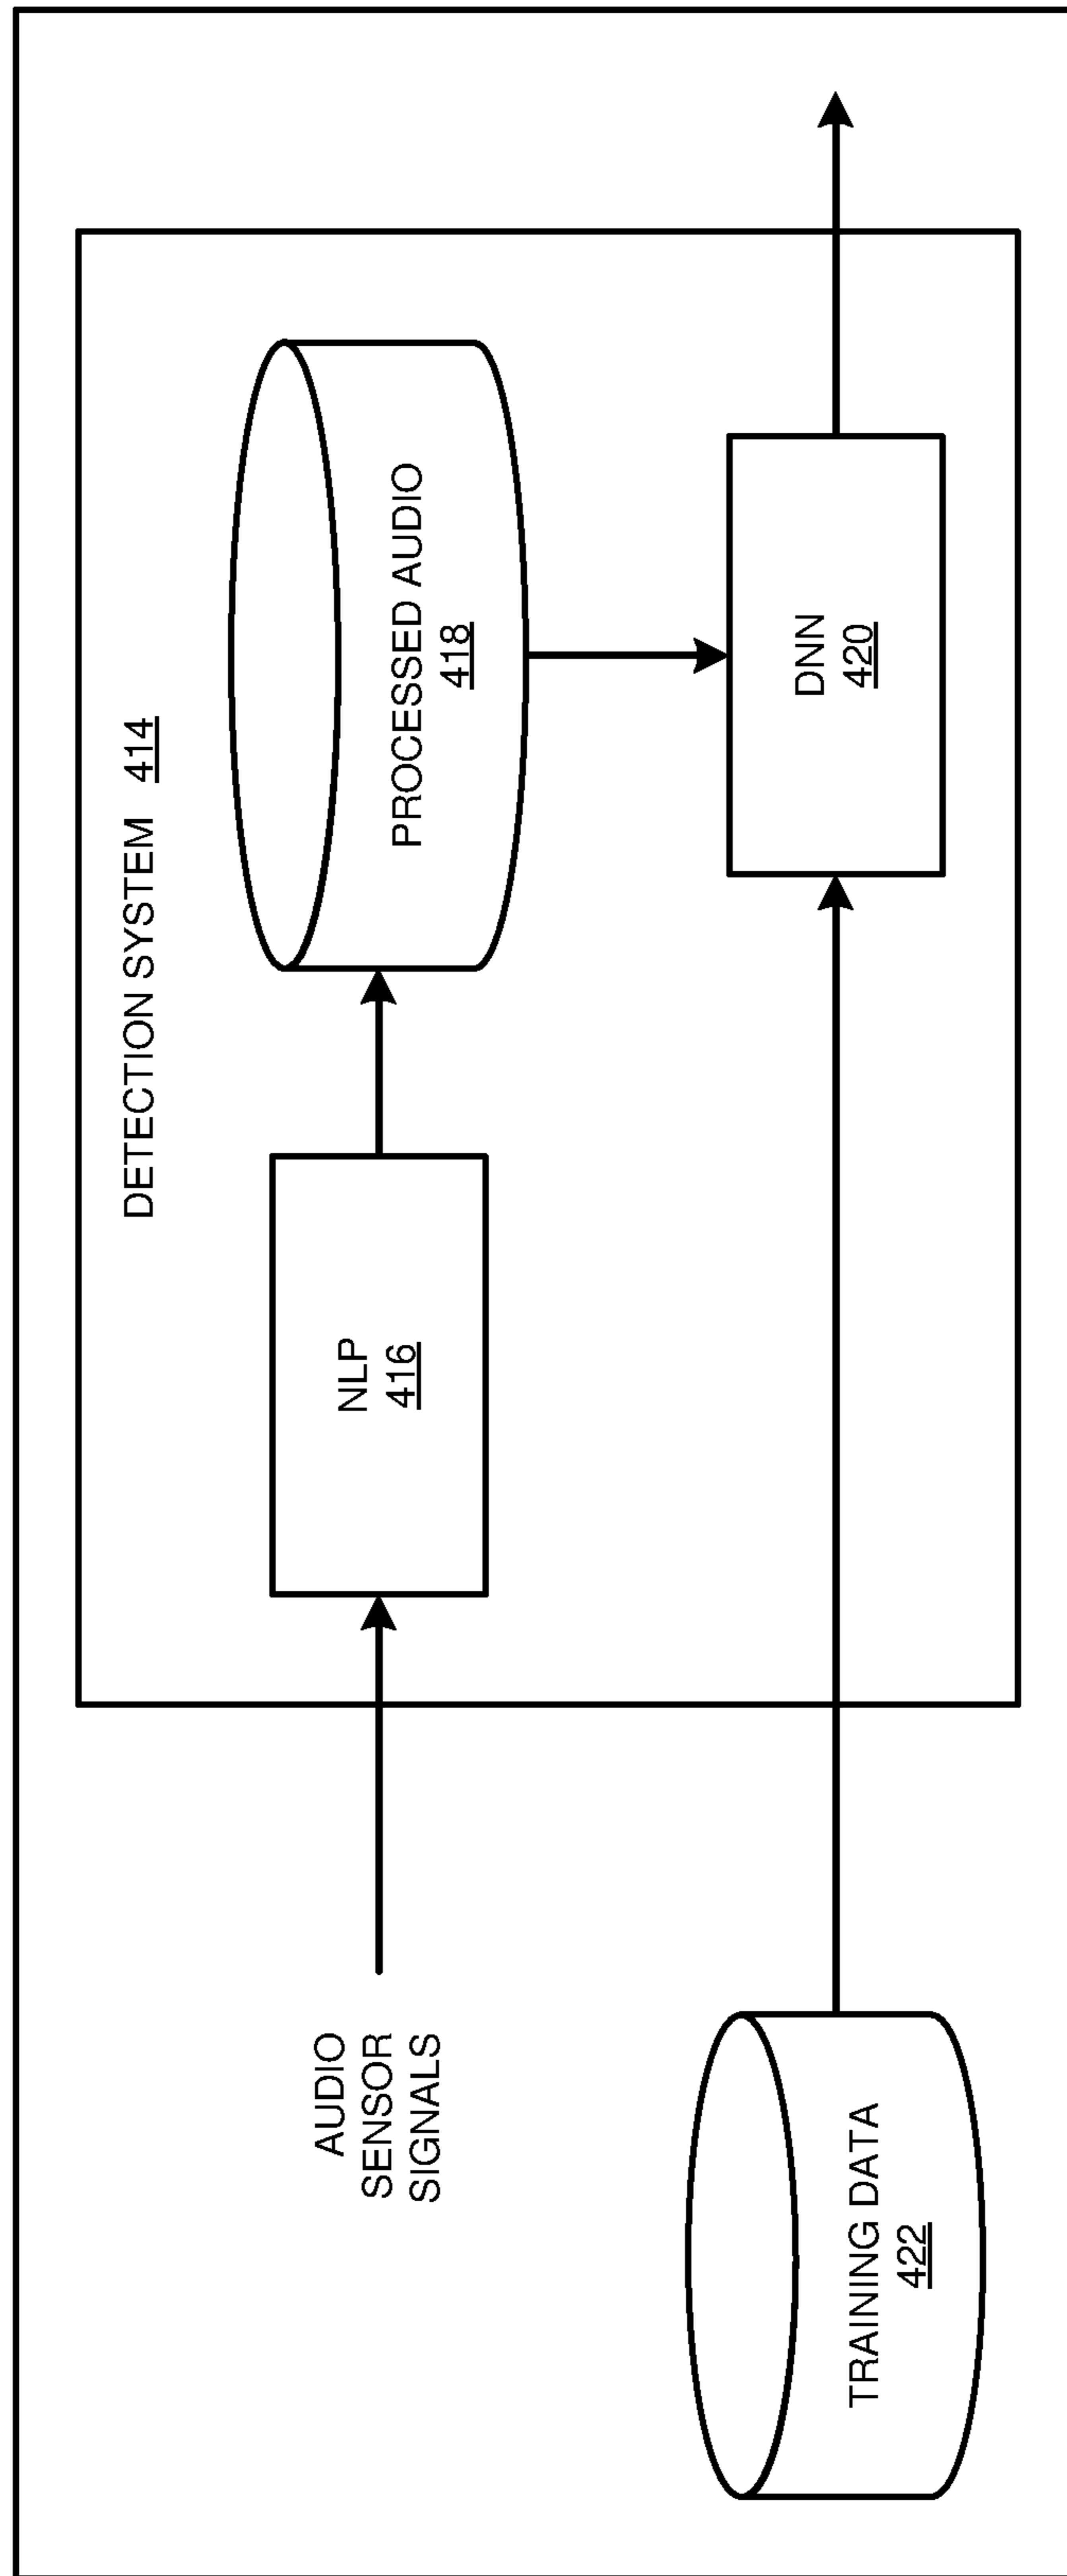 DETECTION SYSTEM 414
AUDIO
SENSOR
SIGNALS
NLP
416
PROCESSED AUDIO
418
TRAINING DATA
422
DNN
420